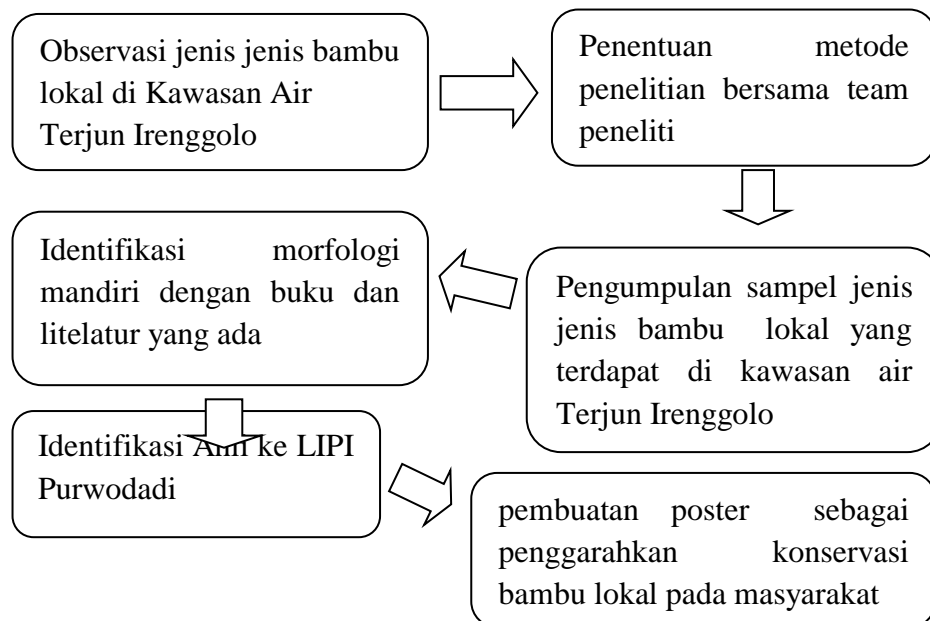 Observasi jenis jenis bambu
lokal di Kawasan Air
Terjun Irenggolo
Penentuan metode
penelitian bersama team
peneliti
Pengumpulan sampel jenis
jenis bambu lokal yang
terdapat di kawasan air
Terjun Irenggolo
Identifikasi morfologi
mandiri dengan buku dan
litelatur yang ada
Identifikasi Ahli ke LIPI
Purwodadi
pembuatan poster sebagai
penggarahkan konservasi
bambu lokal pada masyarakat